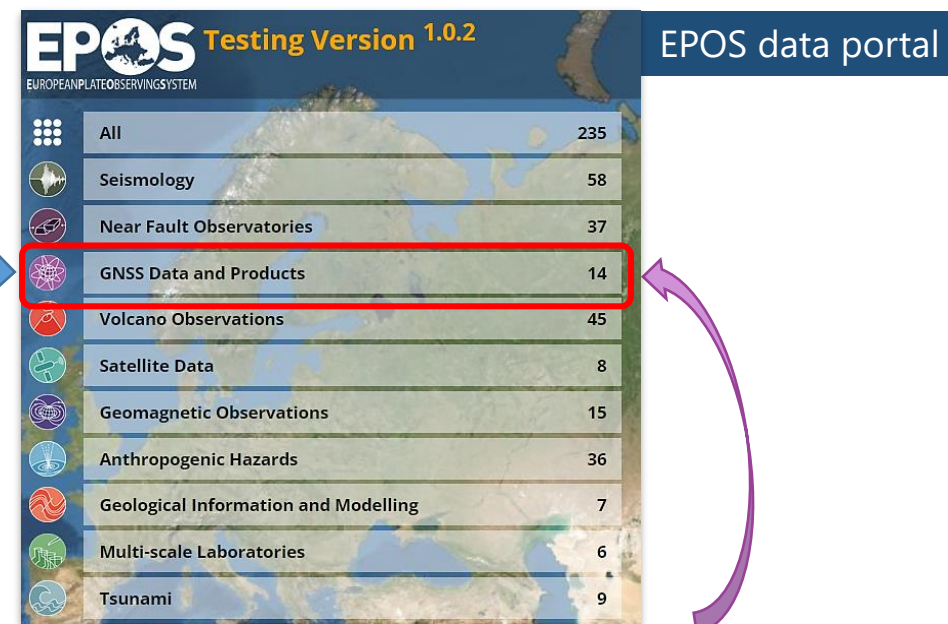 EPOS Testing Version 1.0.2
EUROPEANPLATEOBSERVINGSYSTEM
EPOS data portal
All 235
Seismology 58
Near Fault Observatories 37
GNSS Data and Products 14
Volcano Observations 45
Satellite Data 8
Geomagnetic Observations 15
Anthropogenic Hazards 36
Geological Information and Modelling 7
Multi-scale Laboratories 6
Tsunami 9